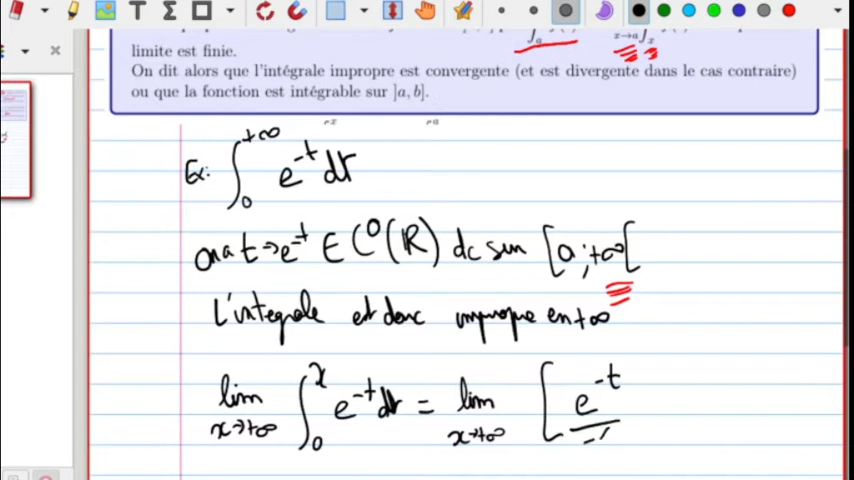 limite est finie.
On dit alors que l'intégrale impropre est convergente (et est divergente dans le cas contraire)
ou que la fonction est intégrable sur ]a, b].
Ex: ∫₀^{+∞} e^{-t} dt
on a t→e^{-t} ∈ C⁰(ℝ) dc sur [0;+∞[
L'integrale est donc impropre en +∞
lim_{x→+∞} ∫₀^x e^{-t} dt = lim_{x→+∞} [e^{-t}/-1